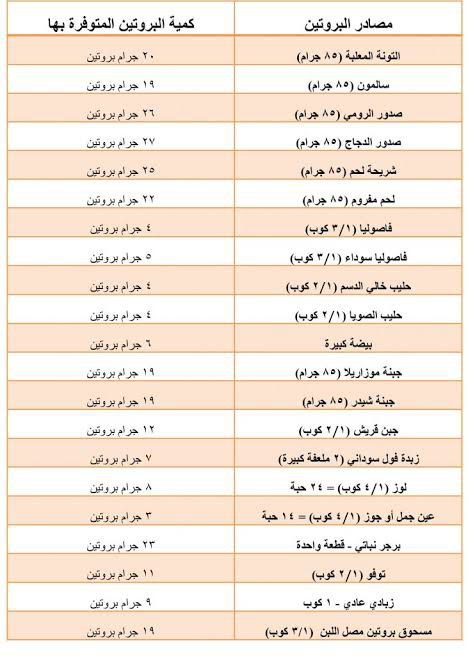 مصادر البروتين كمية البروتين المتوفرة بها
التونة المعلبة (٨٥ جرام) ٢٠ جرام بروتين
سالمون (٨٥ جرام) ١٩ جرام بروتين
صدور الرومي (٨٥ جرام) ٢٦ جرام بروتين
صدور الدجاج (٨٥ جرام) ٢٧ جرام بروتين
شريحة لحم (٨٥ جرام) ٢٥ جرام بروتين
لحم مفروم (٨٥ جرام) ٢٢ جرام بروتين
فاصوليا (٣/١ كوب) ٤ جرام بروتين
فاصوليا سوداء (٣/١ كوب) ٥ جرام بروتين
حليب خالي الدسم (٢/١ كوب) ٤ جرام بروتين
حليب الصويا (٢/١ كوب) ٤ جرام بروتين
بيضة كبيرة ٦ جرام بروتين
جبنة موزاريلا (٨٥ جرام) ١٩ جرام بروتين
جبنة شيدر (٨٥ جرام) ١٩ جرام بروتين
جبن قريش (٢/١ كوب) ١٢ جرام بروتين
زبدة فول سوداني (٢ ملعقة كبيرة) ٧ جرام بروتين
لوز (٤/١ كوب) = ٢٤ حبة ٨ جرام بروتين
عين جمل أو جوز (٤/١ كوب) = ١٤ حبة ٣ جرام بروتين
برجر نباتي - قطعة واحدة ٢٣ جرام بروتين
توفو (٢/١ كوب) ١١ جرام بروتين
زبادي عادي - ١ كوب ٩ جرام بروتين
مسحوق بروتين مصل اللبن (٣/١ كوب) ١٩ جرام بروتين